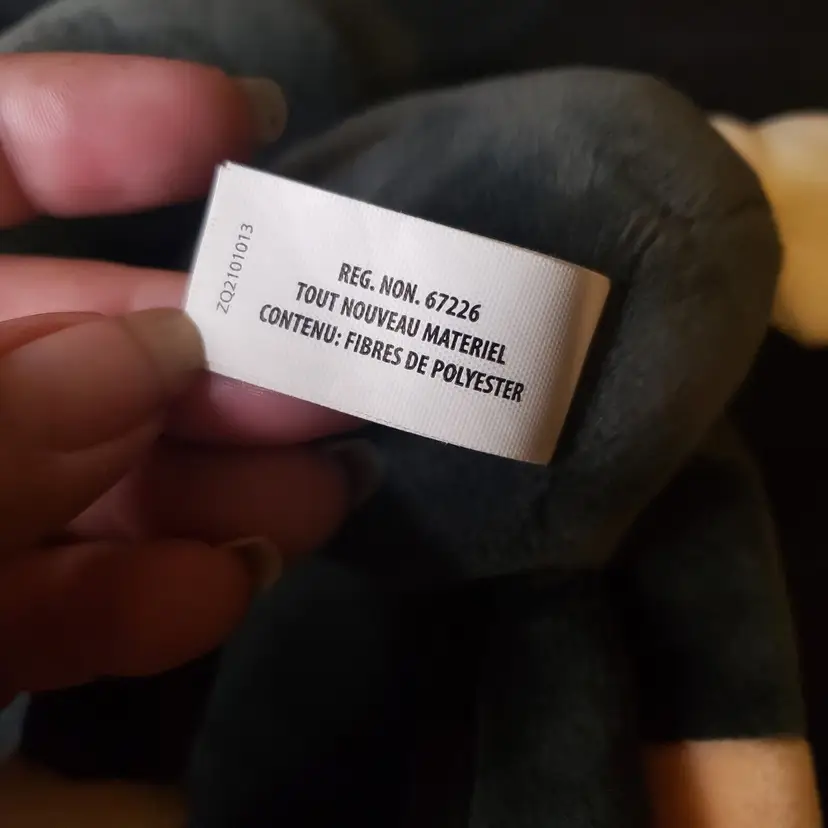 ZQ2101013
REG. NON. 67226
TOUT NOUVEAU MATERIEL
CONTENU: FIBRES DE POLYESTER